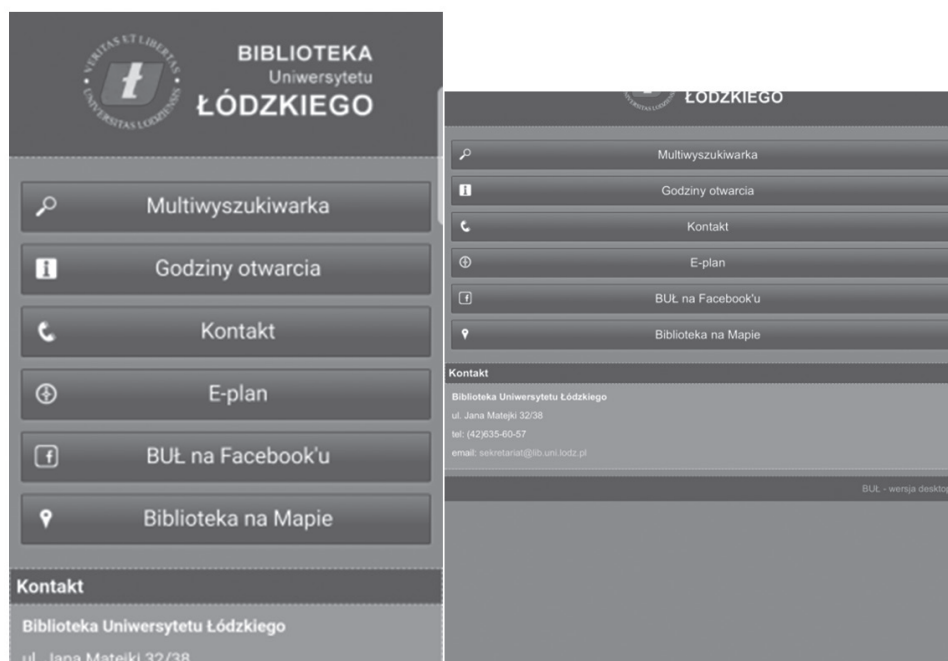 VERITAS ET LIBERTAS
UNIVERSITAS LODZIENSIS
t
BIBLIOTEKA
Uniwersytetu
ŁÓDZKIEGO
Multiwyszukiwarka
i
Godziny otwarcia
Kontakt
E-plan
f
BUŁ na Facebook'u
Biblioteka na Mapie
Kontakt
Biblioteka Uniwersytetu Łódzkiego
ul. Jana Matejki 32/38
ŁÓDZKIEGO
Multiwyszukiwarka
i
Godziny otwarcia
Kontakt
E-plan
f
BUŁ na Facebook'u
Biblioteka na Mapie
Kontakt
Biblioteka Uniwersytetu Łódzkiego
ul. Jana Matejki 32/38
tel: (42)635-60-57
email: sekretariat@lib.uni.lodz.pl
BUŁ - wersja desktop